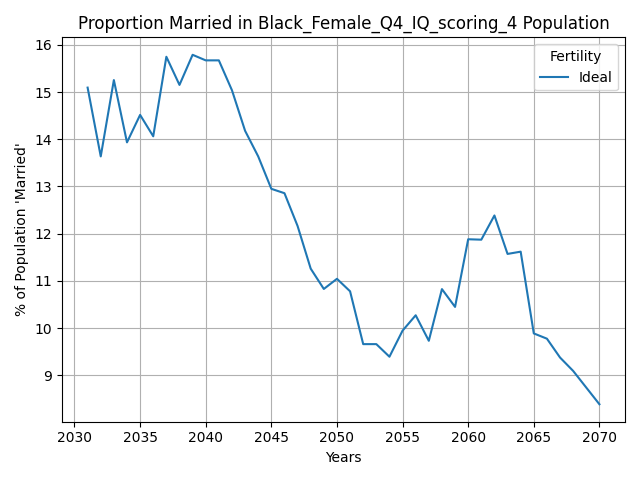 Proportion Married in Black_Female_Q4_IQ_scoring_4 Population
Fertility
Ideal
% of Population 'Married'
16
15
14
13
12
11
10
9
2030 2035 2040 2045 2050 2055 2060 2065 2070
Years